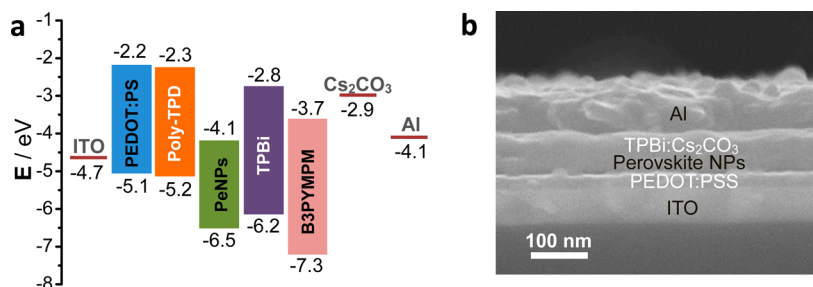 a
-1
-2
-3
-4
-5
-6
-7
-8
E / eV
ITO
-4.7
-2.2
PEDOT:PS
-5.1
-2.3
Poly-TPD
-5.2
-4.1
PeNPs
-6.5
-2.8
TPBi
-6.2
-3.7
B3PYMPM
-7.3
Cs₂CO₃
-2.9
Al
-4.1
b
Al
TPBi:Cs₂CO₃
Perovskite NPs
PEDOT:PSS
ITO
100 nm